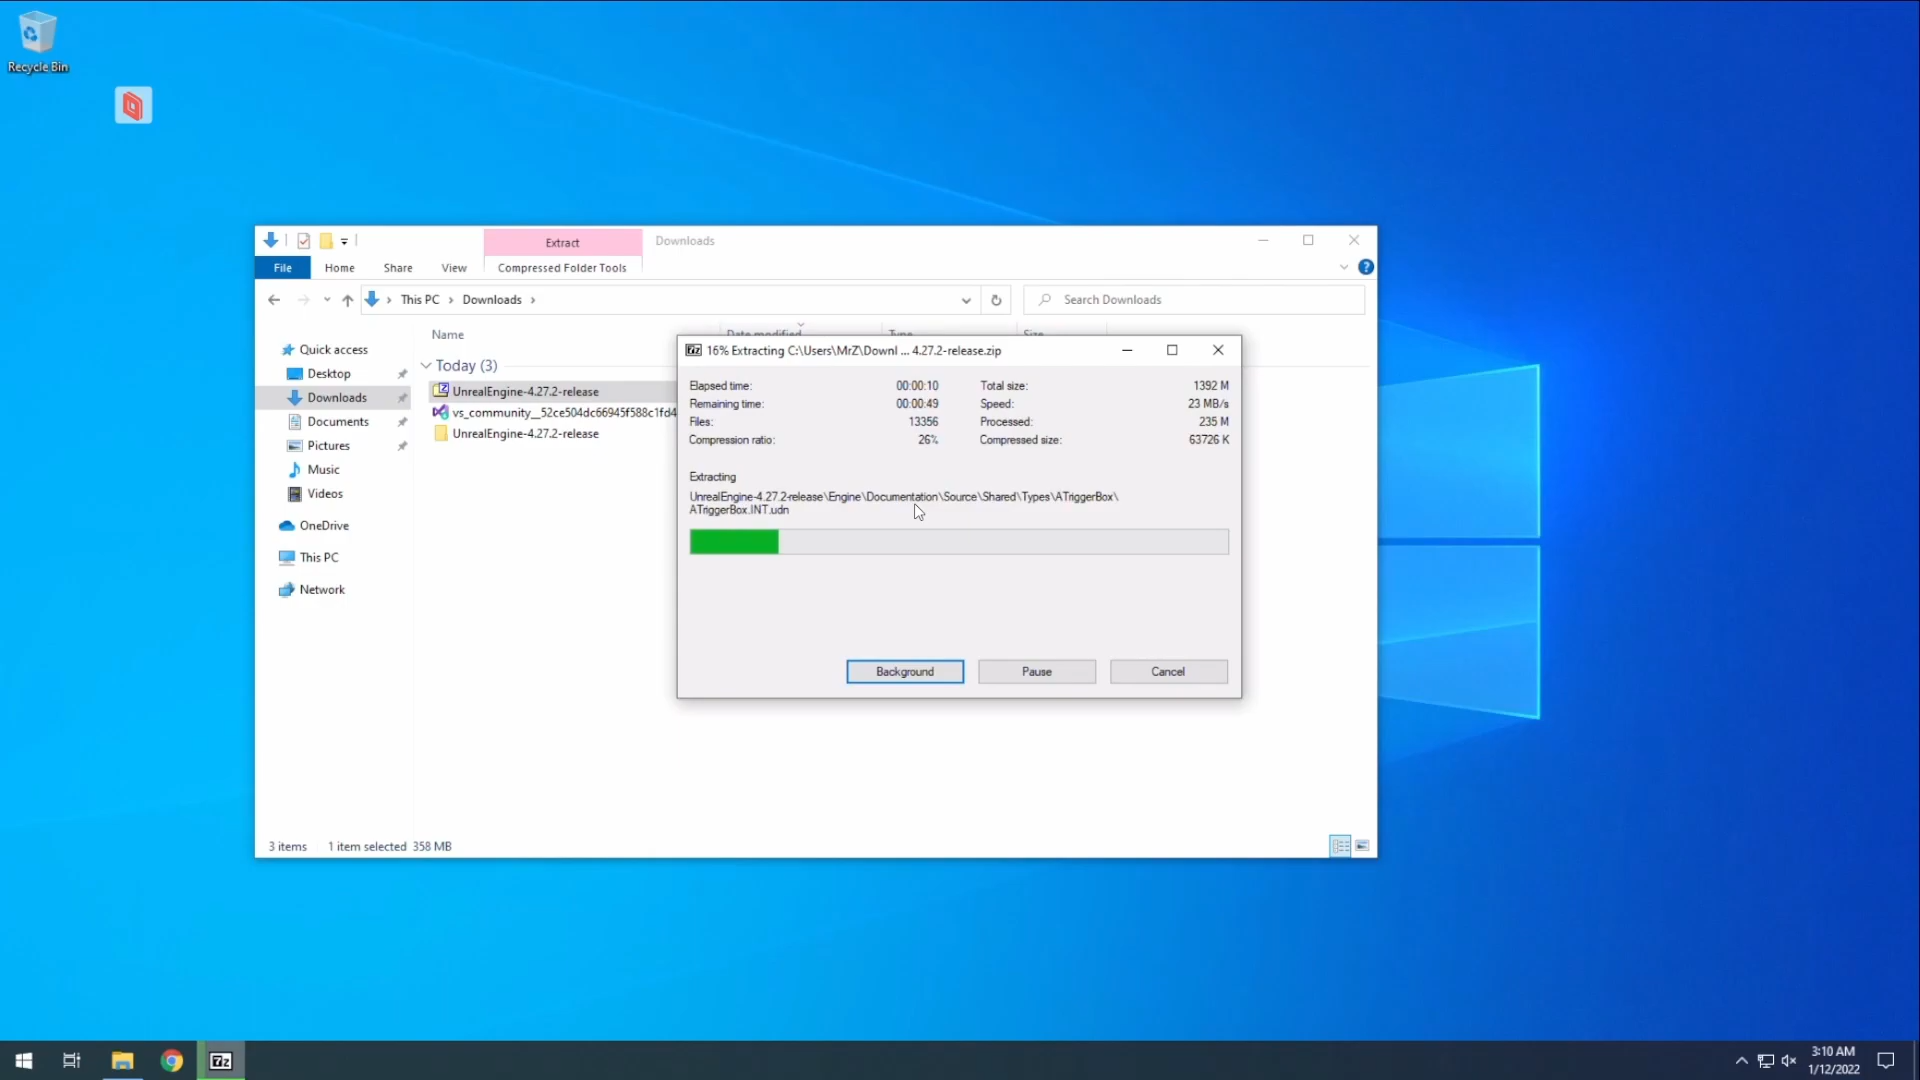 Recycle Bin
Extract
Downloads
File
Home
Share
View
Compressed Folder Tools
This PC
Downloads
Search Downloads
Name
Date modified
Type
Size
Quick access
Desktop
Downloads
Documents
Pictures
Music
Videos
OneDrive
This PC
Network
Today (3)
UnrealEngine-4.27.2-release
vs_community__52ce504dc66945f588c1fd4
UnrealEngine-4.27.2-release
16% Extracting C:\Users\MrZ\Downl ... 4.27.2-release.zip
Elapsed time: 00:00:10 Total size: 1392 M
Remaining time: 00:00:49 Speed: 23 MB/s
Files: 13356 Processed: 235 M
Compression ratio: 26% Compressed size: 63726 K
Extracting
UnrealEngine-4.27.2-release\Engine\Documentation\Source\Shared\Types\ATriggerBox\
ATriggerBox.INT.udn
Background
Pause
Cancel
3 items 1 item selected 358 MB
7z
3:10 AM
1/12/2022